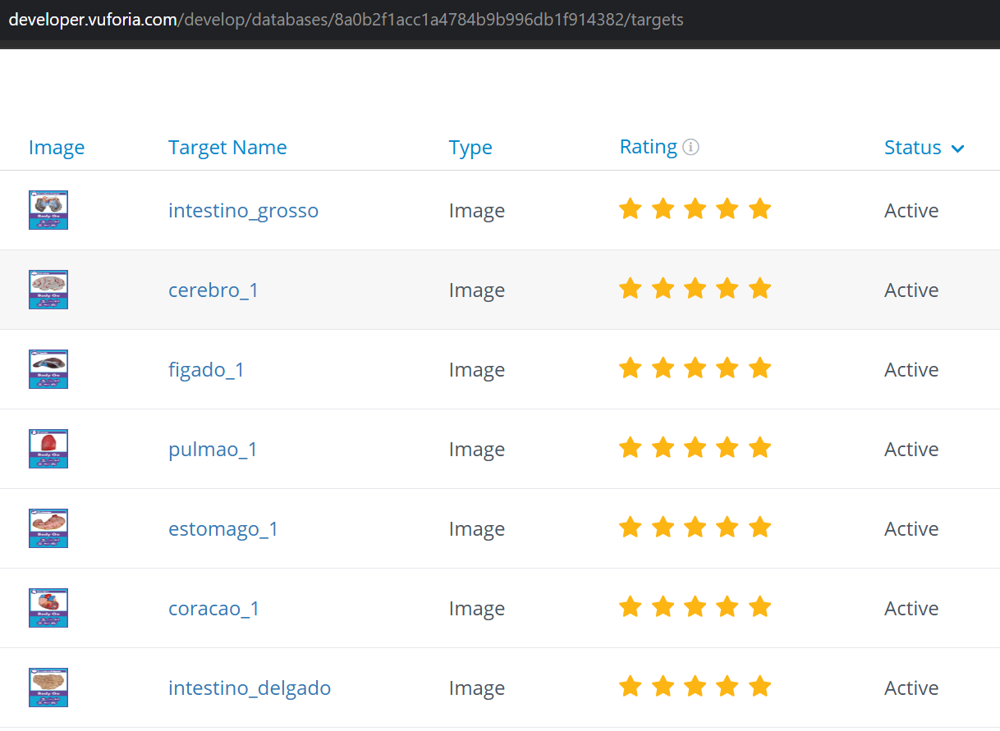 developer.vuforia.com/develop/databases/8a0b2f1acc1a4784b9b996db1f914382/targets
Image Target Name Type Rating Status
intestino_grosso Image Active
cerebro_1 Image Active
figado_1 Image Active
pulmao_1 Image Active
estomago_1 Image Active
coracao_1 Image Active
intestino_delgado Image Active